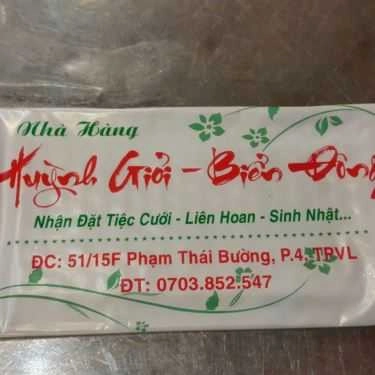 Nhà Hàng
Huỳnh Giỏi - Biển Đông
Nhận Đặt Tiệc Cưới - Liên Hoan - Sinh Nhật...
ĐC: 51/15F Phạm Thái Bường, P.4, TPVL
ĐT: 0703.852.547